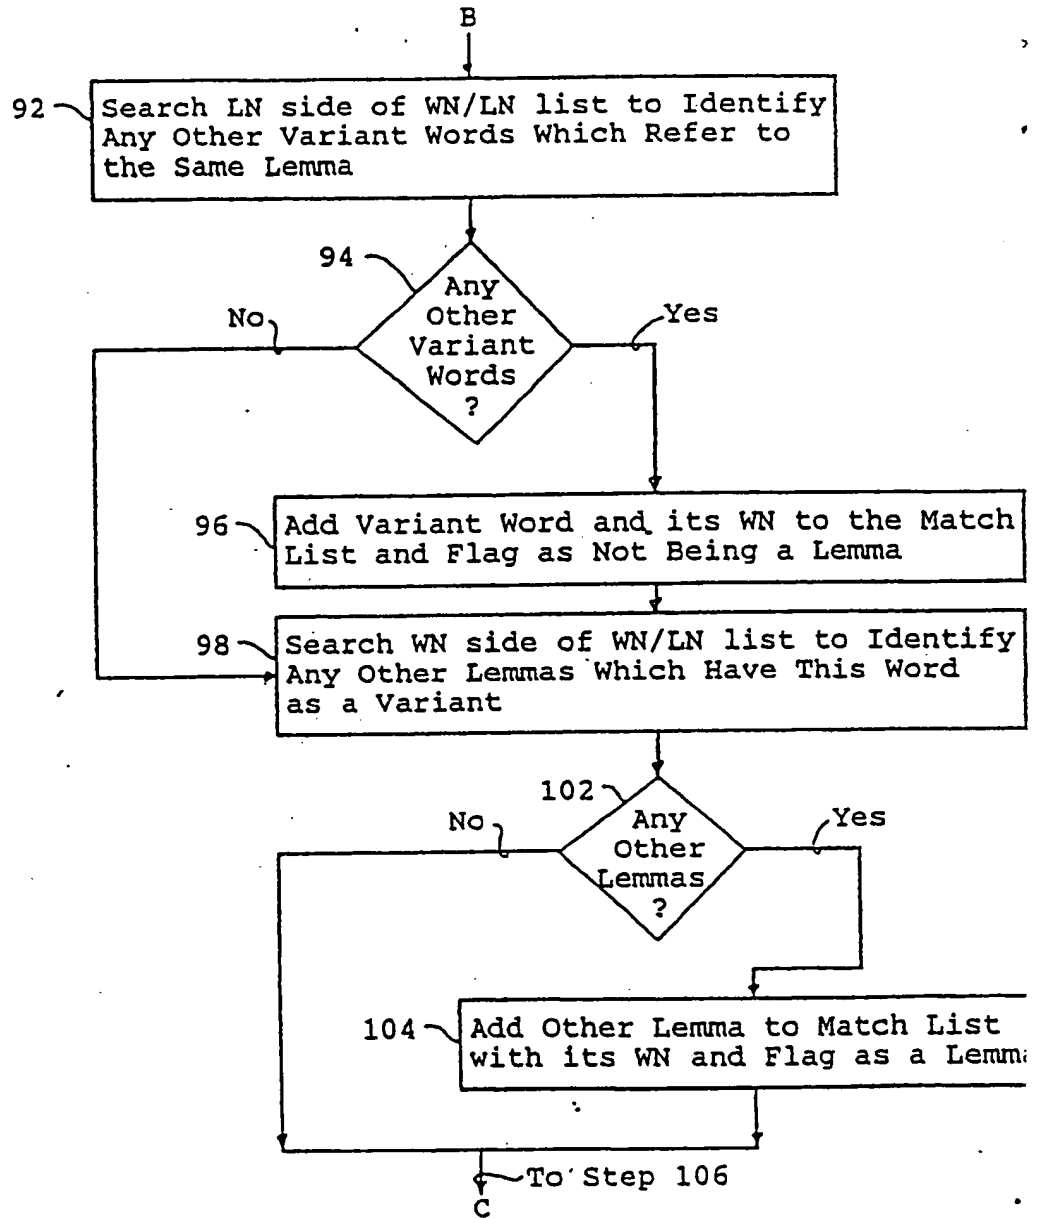 B
92
Search LN side of WN/LN list to Identify
Any Other Variant Words Which Refer to
the Same Lemma
94
Any
Other
Variant
Words
?
No
Yes
96
Add Variant Word and its WN to the Match
List and Flag as Not Being a Lemma
98
Search WN side of WN/LN list to Identify
Any Other Lemmas Which Have This Word
as a Variant
102
Any
Other
Lemmas
?
No
Yes
104
Add Other Lemma to Match List
with its WN and Flag as a Lemma
To Step 106
C